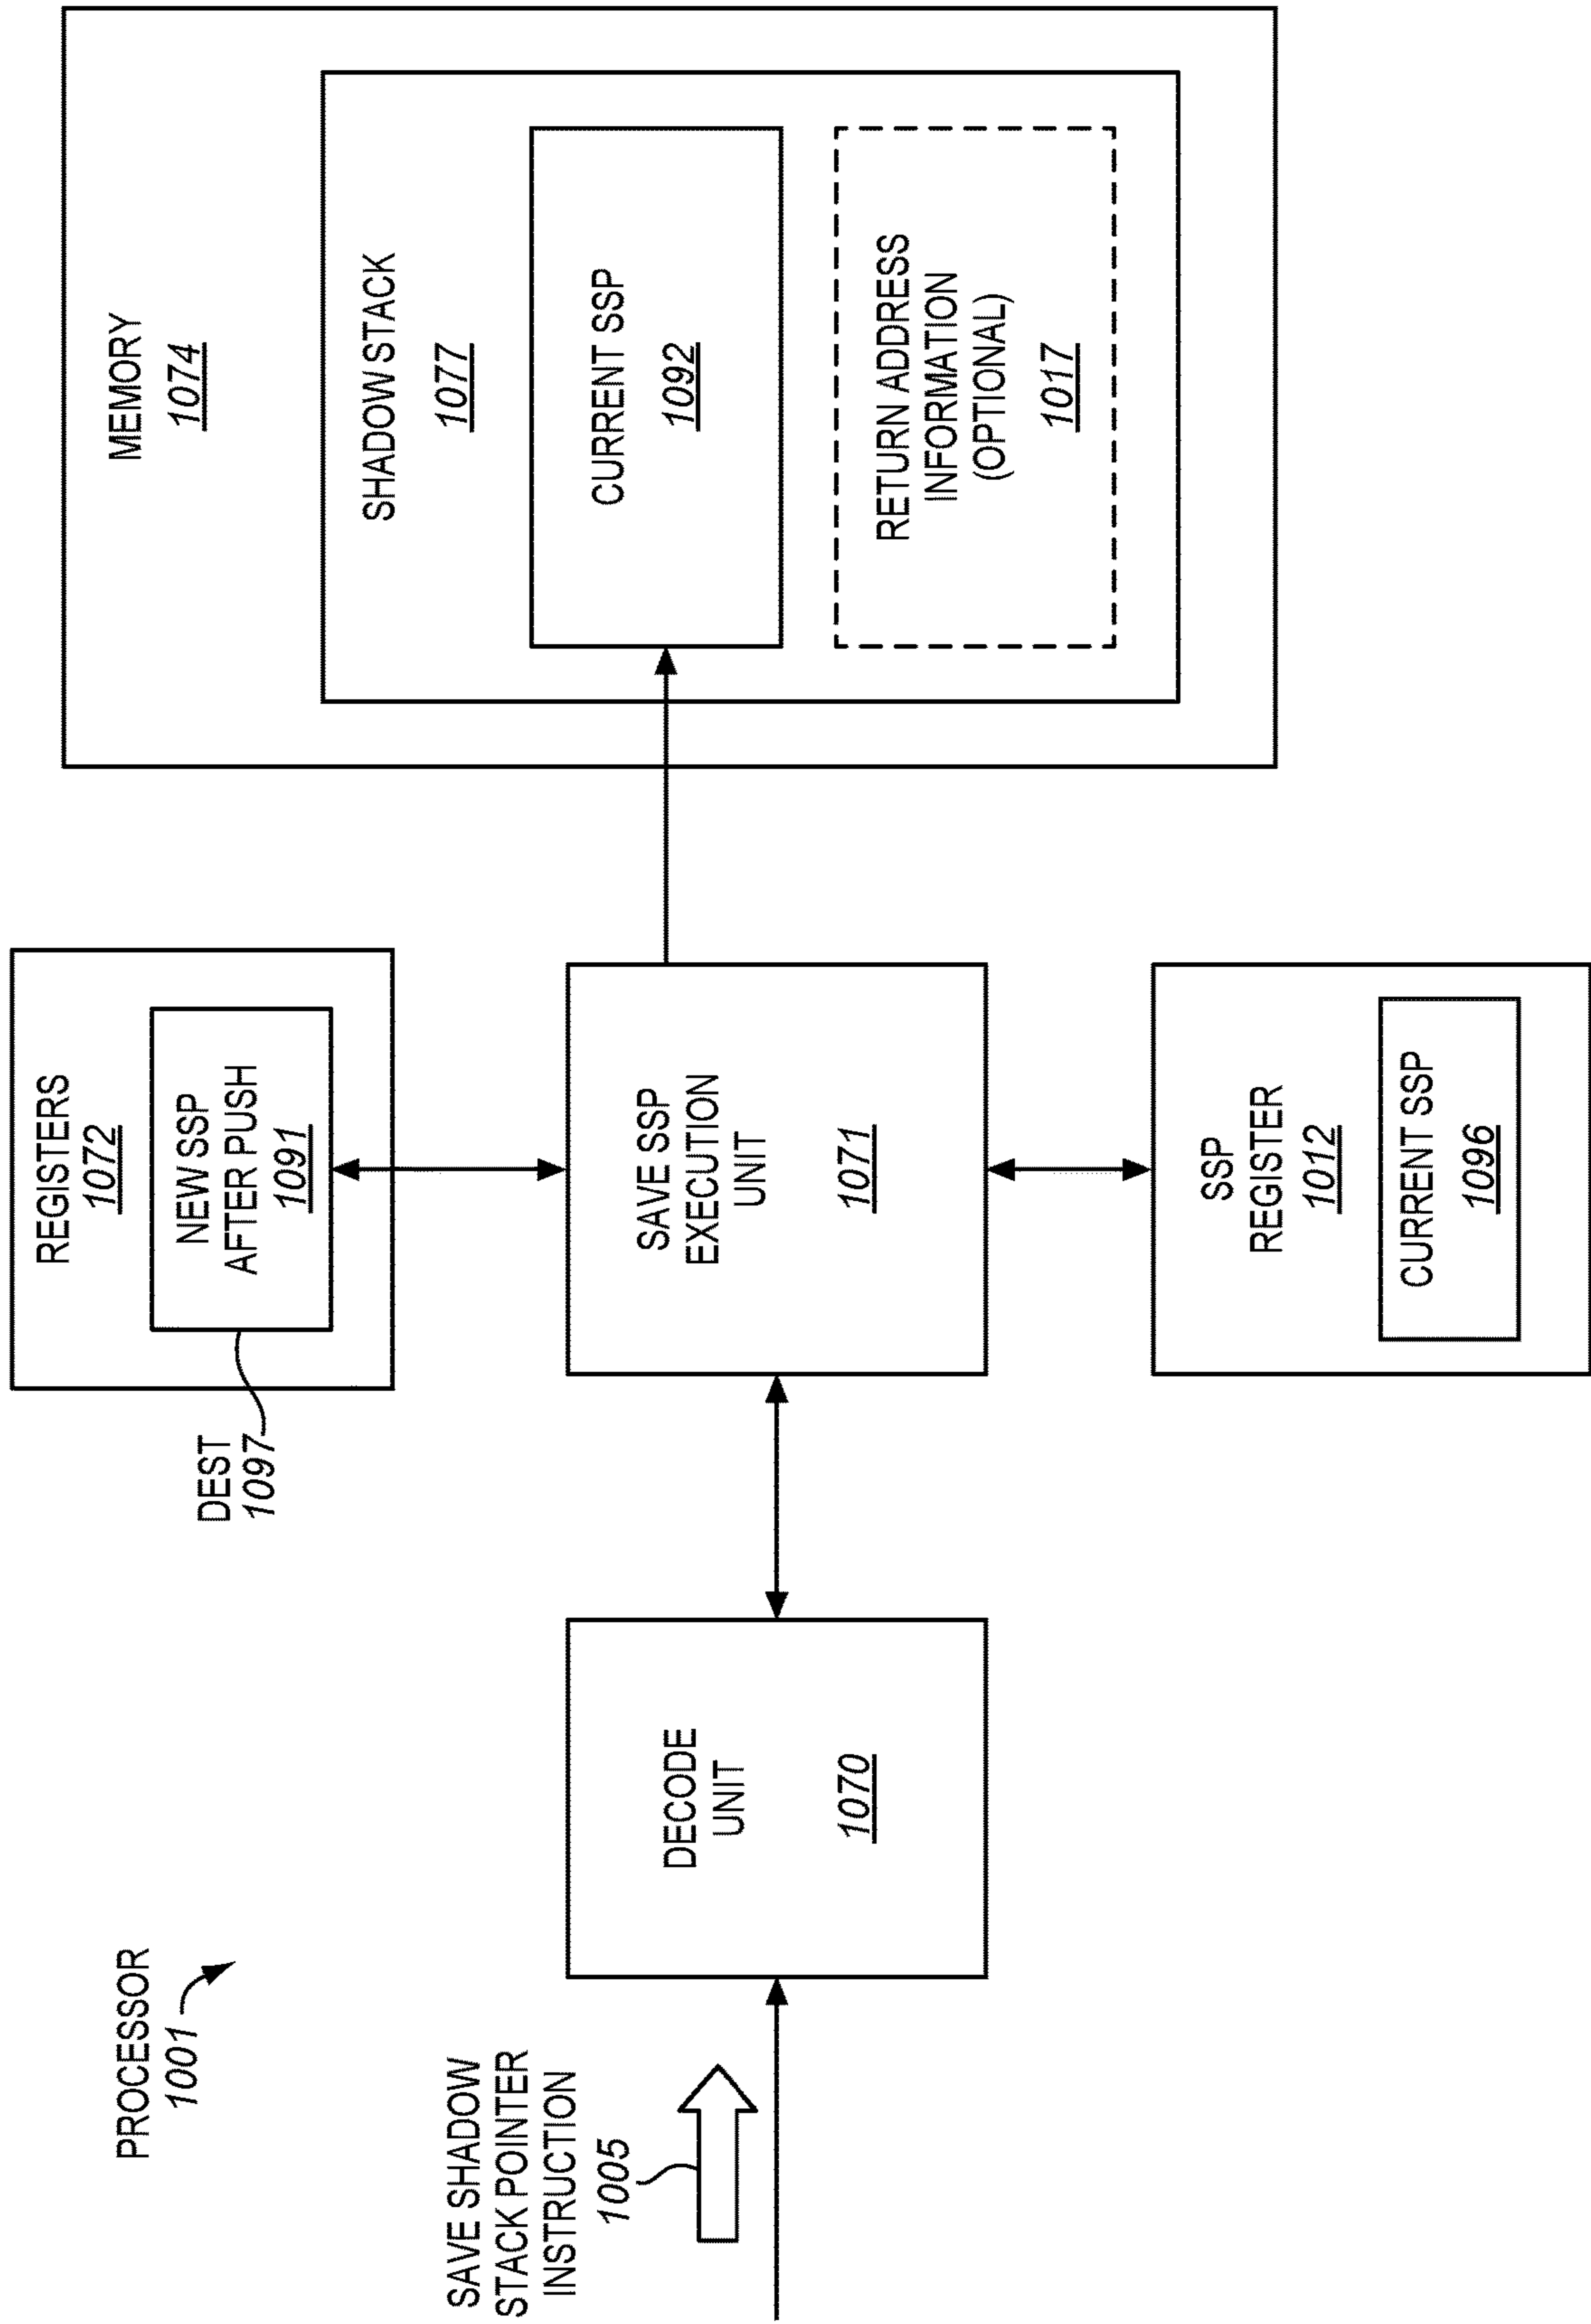 PROCESSOR
1001
SAVE SHADOW
STACK POINTER
INSTRUCTION
1005
DECODE
UNIT
1070
DEST
1097
REGISTERS
1072
NEW SSP
AFTER PUSH
1091
SAVE SSP
EXECUTION
UNIT
1071
SSP
REGISTER
1012
CURRENT SSP
1096
MEMORY
1074
SHADOW STACK
1077
CURRENT SSP
1092
RETURN ADDRESS
INFORMATION
(OPTIONAL)
1017